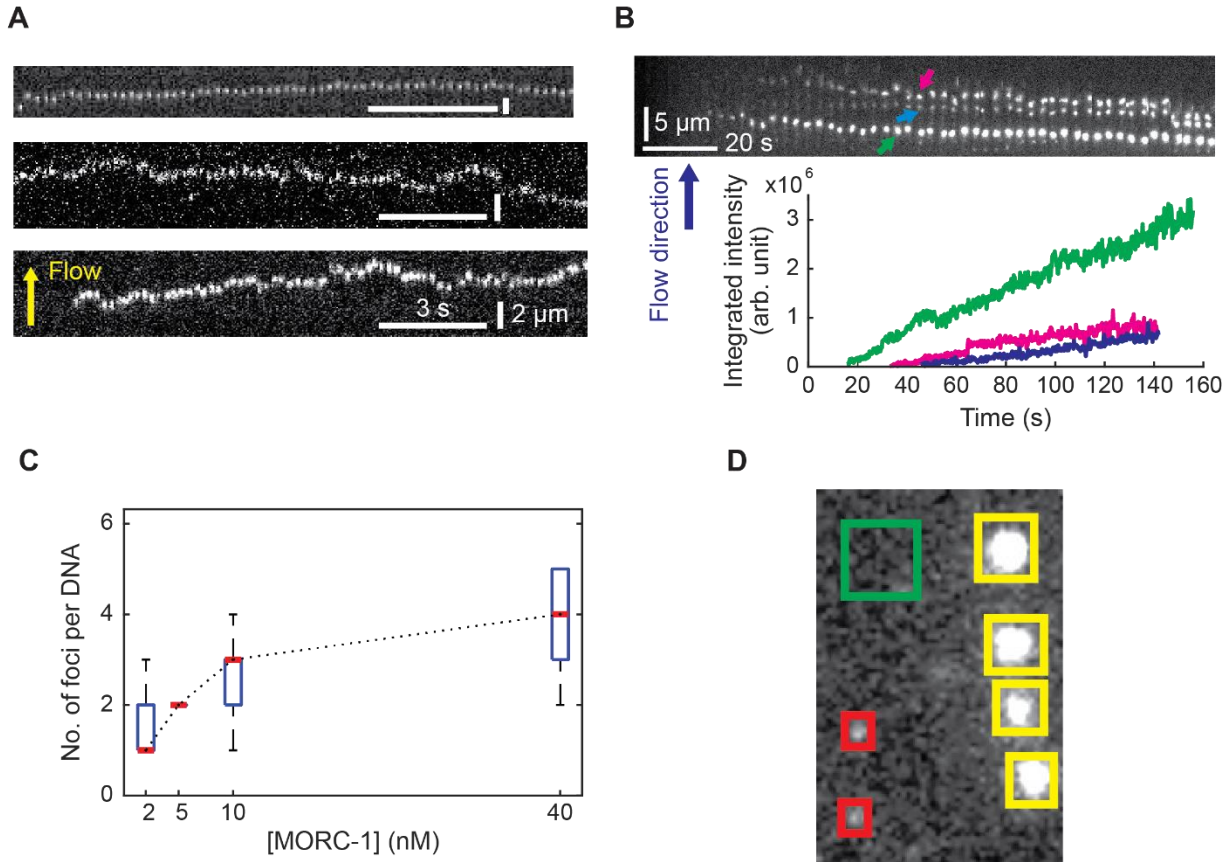 A
Flow
3 s
2 µm
B
5 µm
20 s
Flow direction
Integrated intensity
(arb. unit)
x10⁶
3
2
1
0
0 20 40 60 80 100 120 140 160
Time (s)
C
No. of foci per DNA
6
4
2
0
2 5 10 40
[MORC-1] (nM)
D